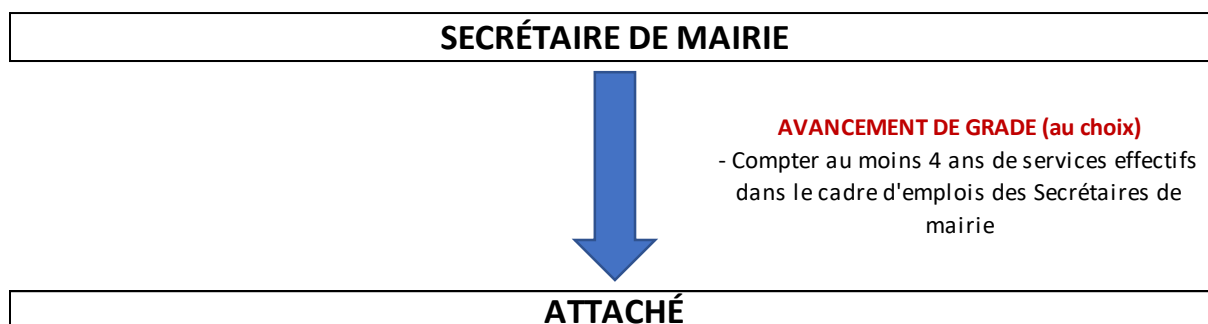 SECRÉTAIRE DE MAIRIE
AVANCEMENT DE GRADE (au choix)
- Compter au moins 4 ans de services effectifs
dans le cadre d'emplois des Secrétaires de
mairie
ATTACHÉ